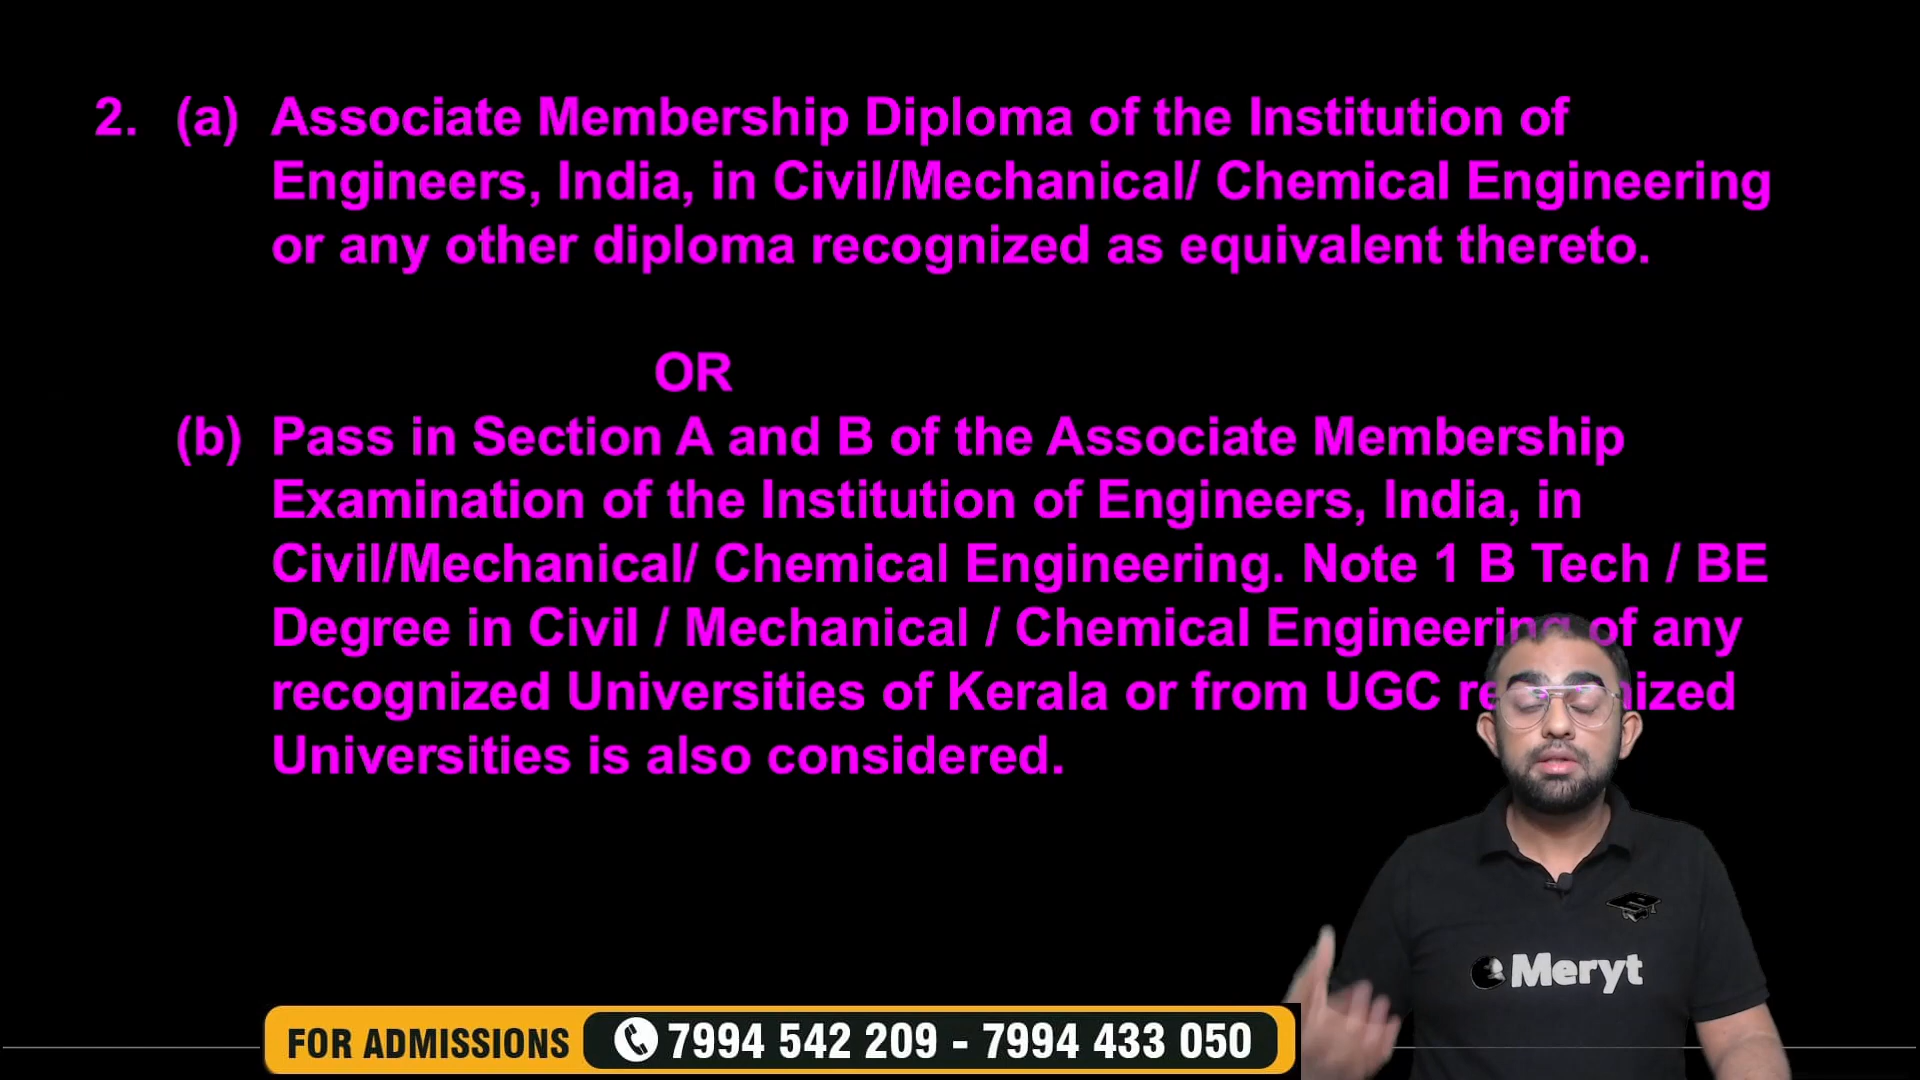 2. (a) Associate Membership Diploma of the Institution of
Engineers, India, in Civil/Mechanical/ Chemical Engineering
or any other diploma recognized as equivalent thereto.
OR
(b) Pass in Section A and B of the Associate Membership
Examination of the Institution of Engineers, India, in
Civil/Mechanical/ Chemical Engineering. Note 1 B Tech / BE
Degree in Civil / Mechanical / Chemical Engineering of any
recognized Universities of Kerala or from UGC
Universities is also considered.
Meryt
FOR ADMISSIONS 7994 542 209 - 7994 433 050